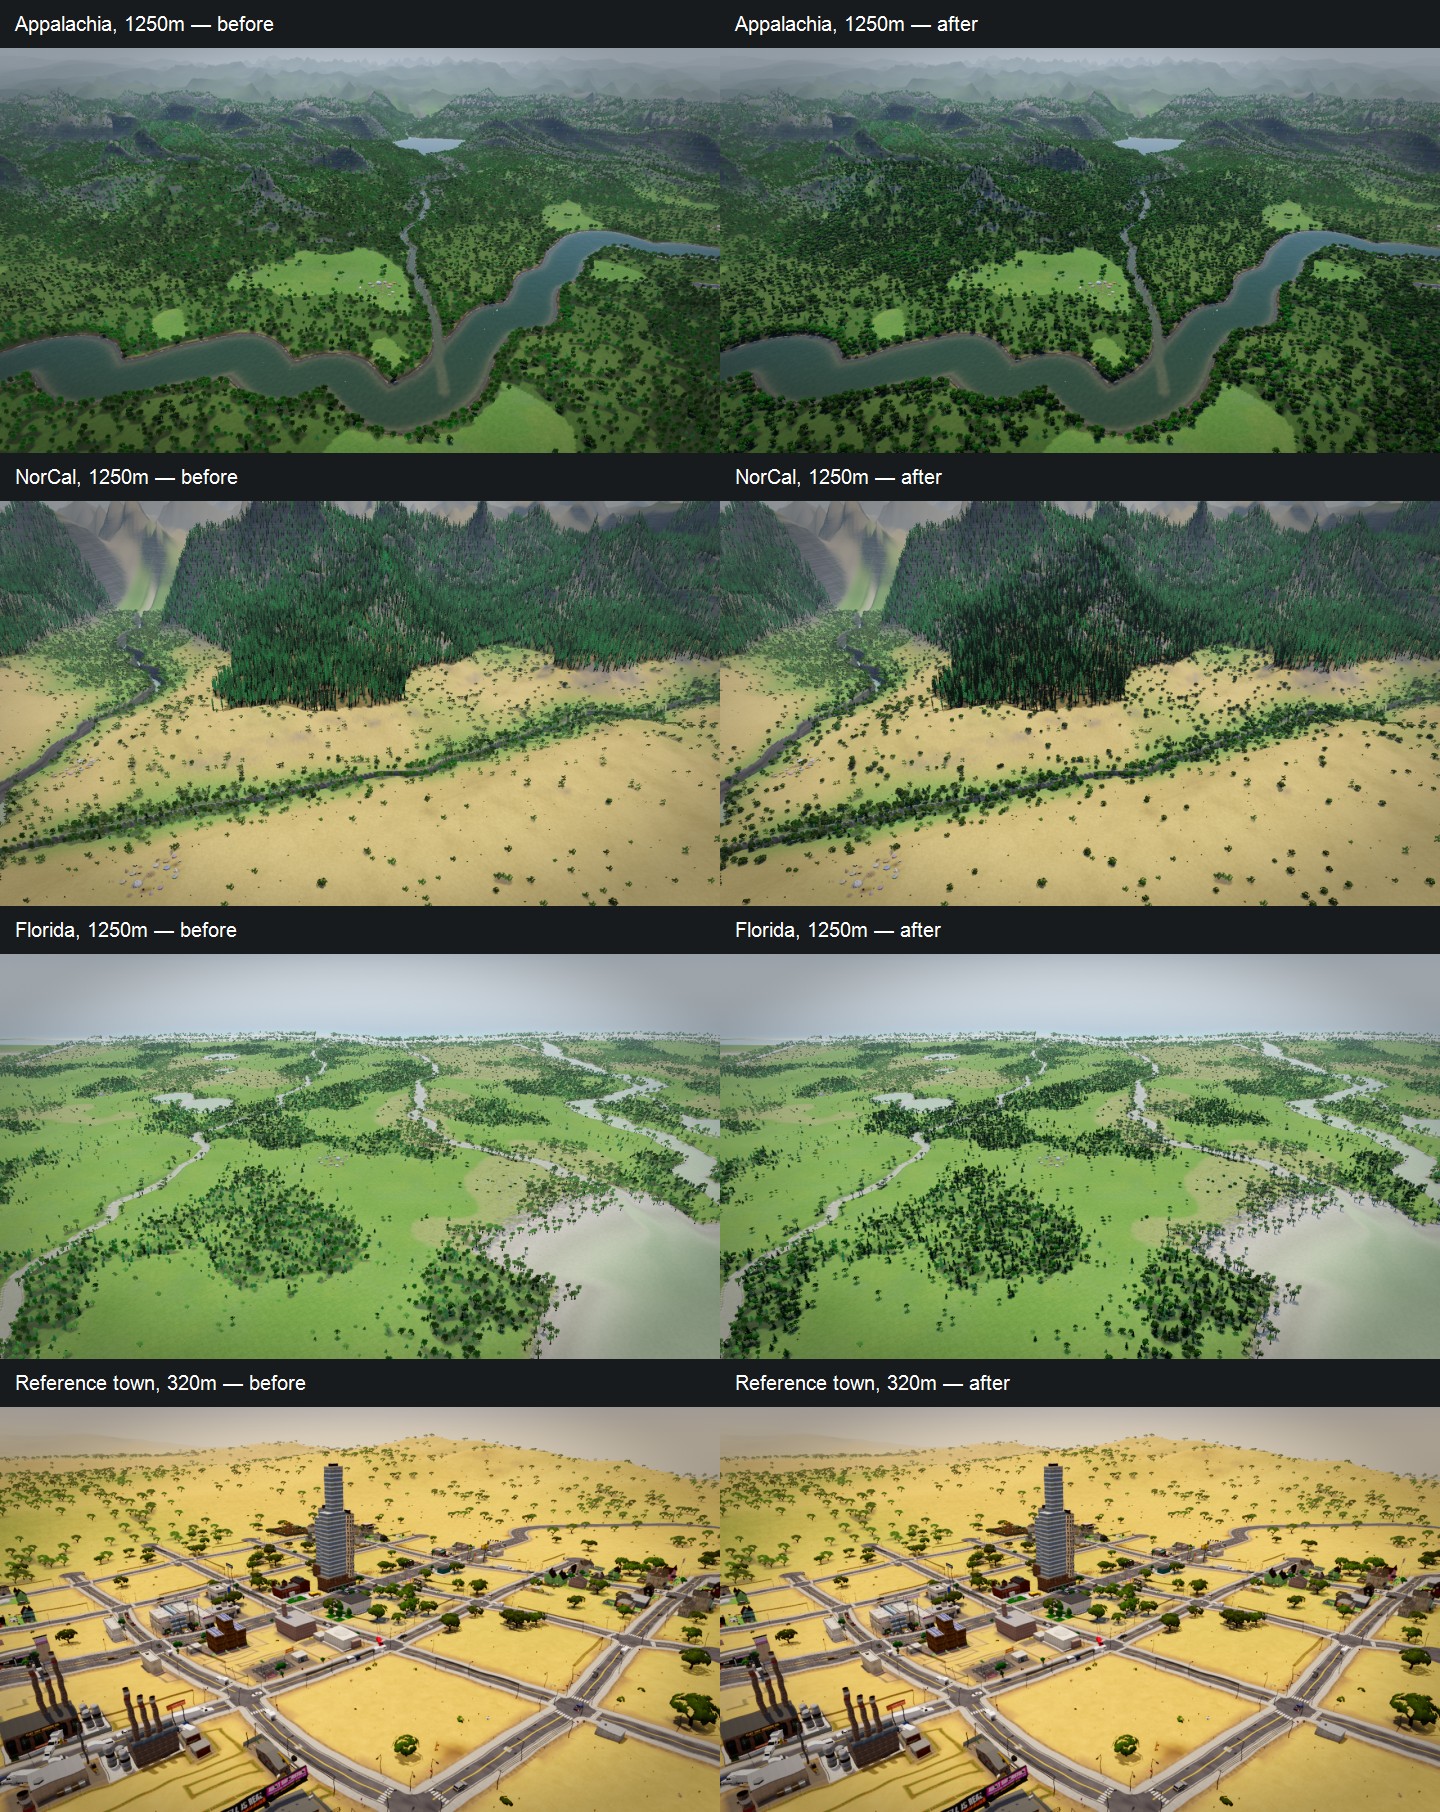 Appalachia, 1250m — before
Appalachia, 1250m — after
NorCal, 1250m — before
NorCal, 1250m — after
Florida, 1250m — before
Florida, 1250m — after
Reference town, 320m — before
Reference town, 320m — after